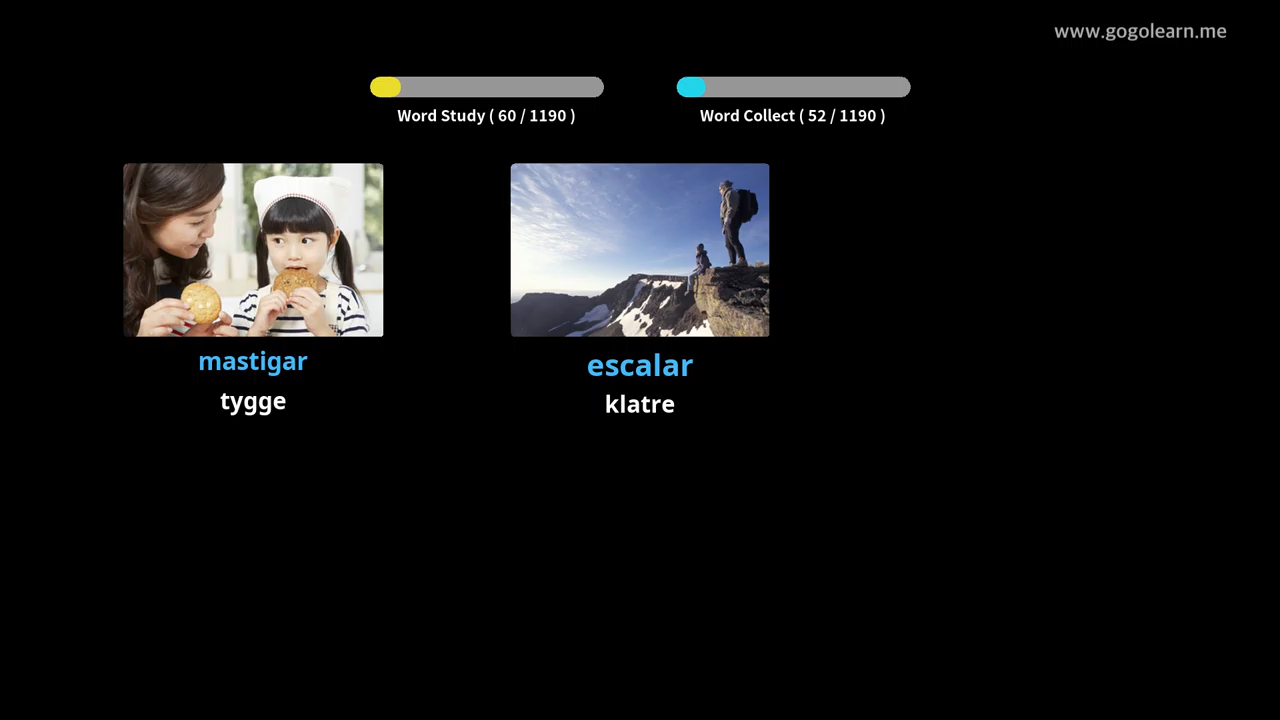 www.gogolearn.me
Word Study ( 60 / 1190 )
Word Collect ( 52 / 1190 )
mastigar
tygge
escalar
klatre